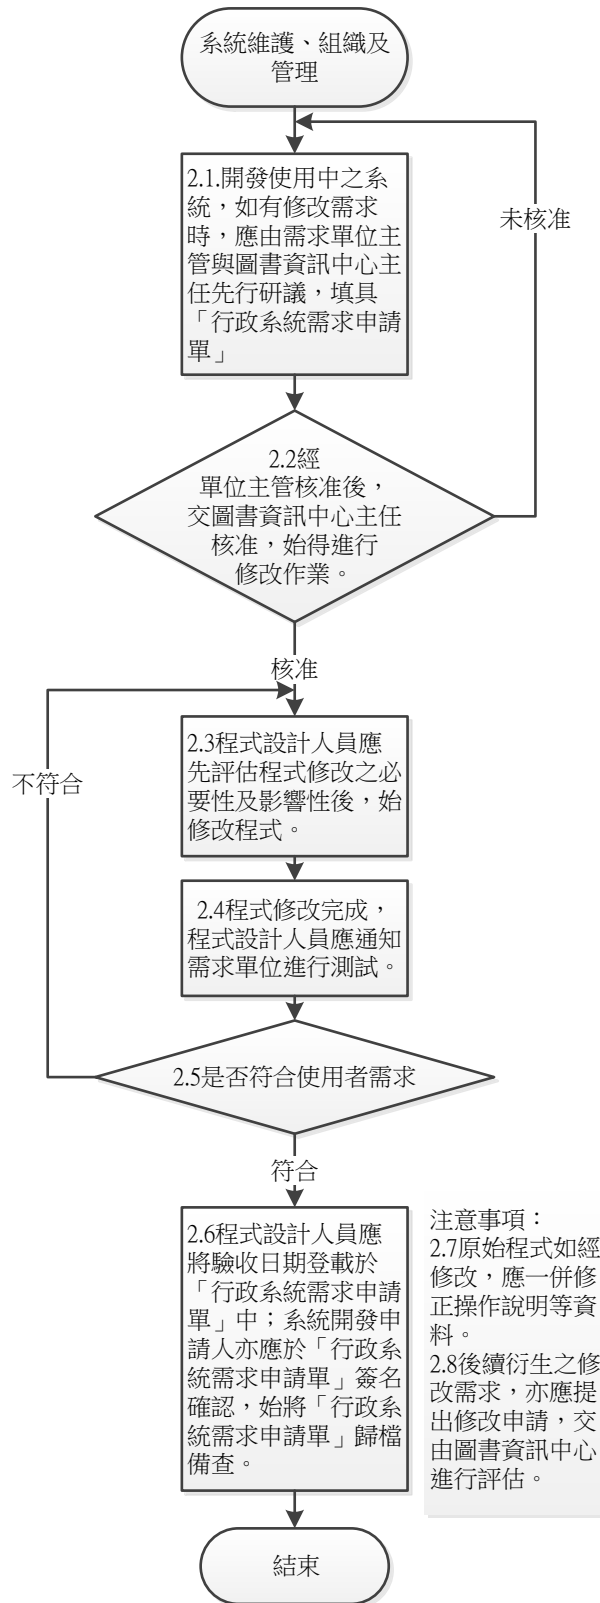 系統維護、組織及
管理
2.1.開發使用中之系
統，如有修改需求
時，應由需求單位主
管與圖書資訊中心主
任先行研議，填具
「行政系統需求申請
單」
未核准
2.2經
單位主管核准後，
交圖書資訊中心主任
核准，始得進行
修改作業。
核准
不符合
2.3程式設計人員應
先評估程式修改之必
要性及影響性後，始
修改程式。
2.4程式修改完成，
程式設計人員應通知
需求單位進行測試。
2.5是否符合使用者需求
符合
2.6程式設計人員應
將驗收日期登載於
「行政系統需求申請
單」中；系統開發申
請人亦應於「行政系
統需求申請單」簽名
確認，始將「行政系
統需求申請單」歸檔
備查。
注意事項：
2.7原始程式如經
修改，應一併修
正操作說明等資
料。
2.8後續衍生之修
改需求，亦應提
出修改申請，交
由圖書資訊中心
進行評估。
結束